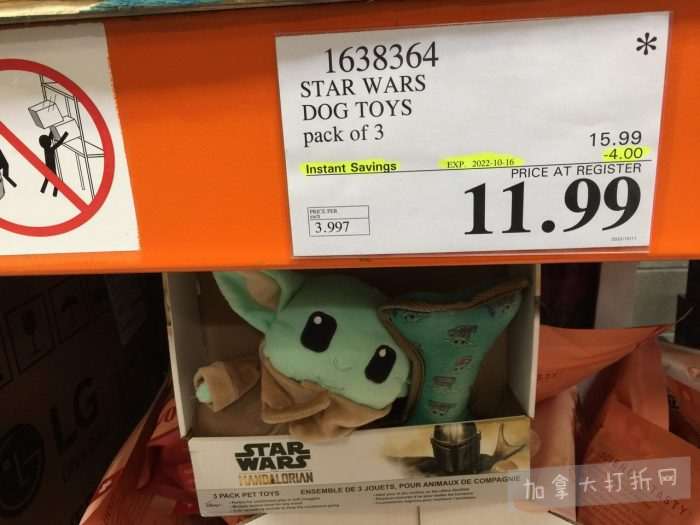 1638364
*
STAR WARS
DOG TOYS
pack of 3
15.99
-4.00
Instant Savings
EXP. 2022-10-16
PRICE AT REGISTER
11.99
PRICE PER
each
3.997
LG
STAR
WARS
THE
MANDALORIAN
3 PACK PET TOYS
ENSEMBLE DE 3 JOUETS, POUR ANIMAUX DE COMPAGNIE
加拿大打折网